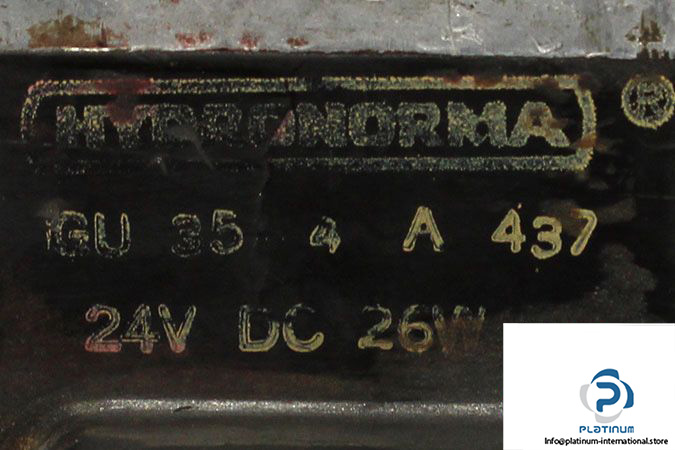 HYDRONORMA ®
GU 35 4 A 437
24V DC 26W
PLATINUM
Info@platinum-international.store